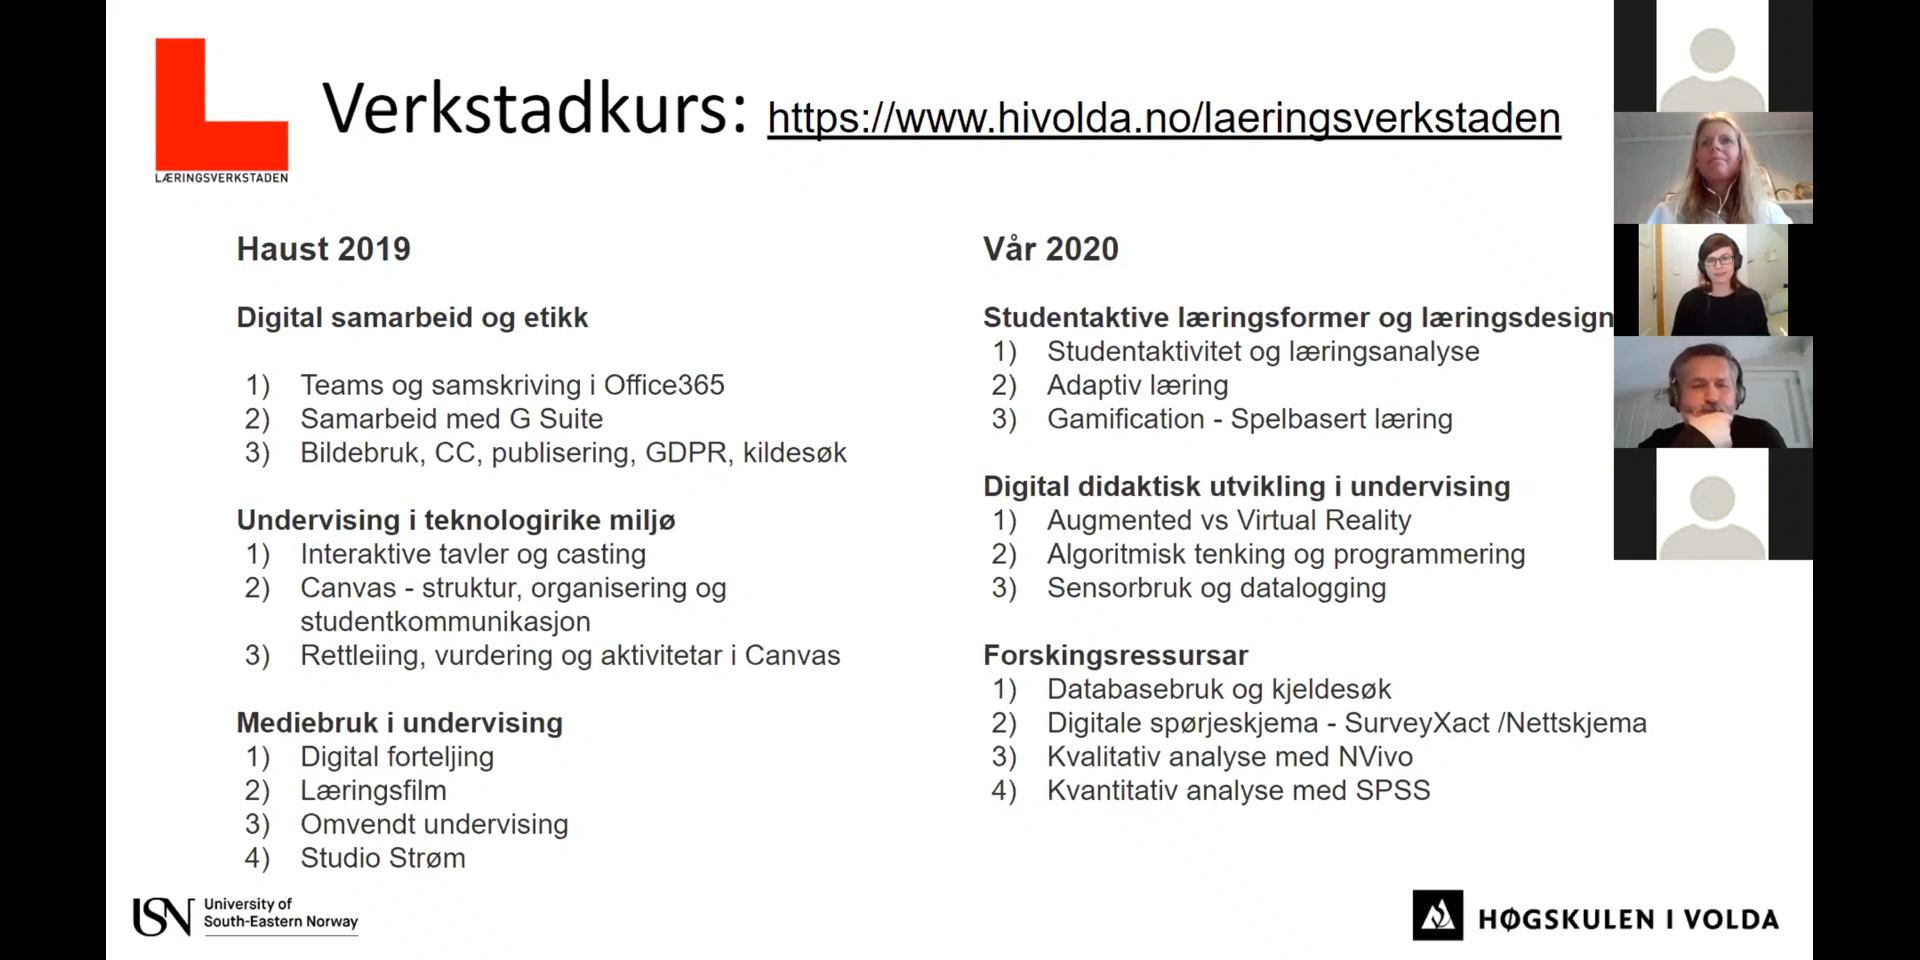 Verkstadkurs: https://www.hivolda.no/laeringsverkstaden
LÆRINGSVERKSTADEN
Haust 2019
Digital samarbeid og etikk
1) Teams og samskriving i Office365
2) Samarbeid med G Suite
3) Bildebruk, CC, publisering, GDPR, kildesøk
Undervising i teknologirike miljø
1) Interaktive tavler og casting
2) Canvas - struktur, organisering og
studentkommunikasjon
3) Rettleiing, vurdering og aktivitetar i Canvas
Mediebruk i undervising
1) Digital forteljing
2) Læringsfilm
3) Omvendt undervising
4) Studio Strøm
Vår 2020
Studentaktive læringsformer og læringsdesign
1) Studentaktivitet og læringsanalyse
2) Adaptiv læring
3) Gamification - Spelbasert læring
Digital didaktisk utvikling i undervising
1) Augmented vs Virtual Reality
2) Algoritmisk tenking og programmering
3) Sensorbruk og datalogging
Forskingsressursar
1) Databasebruk og kjeldesøk
2) Digitale spørjeskjema - SurveyXact /Nettskjema
3) Kvalitativ analyse med NVivo
4) Kvantitativ analyse med SPSS
USN University of
South-Eastern Norway
HØGSKULEN I VOLDA